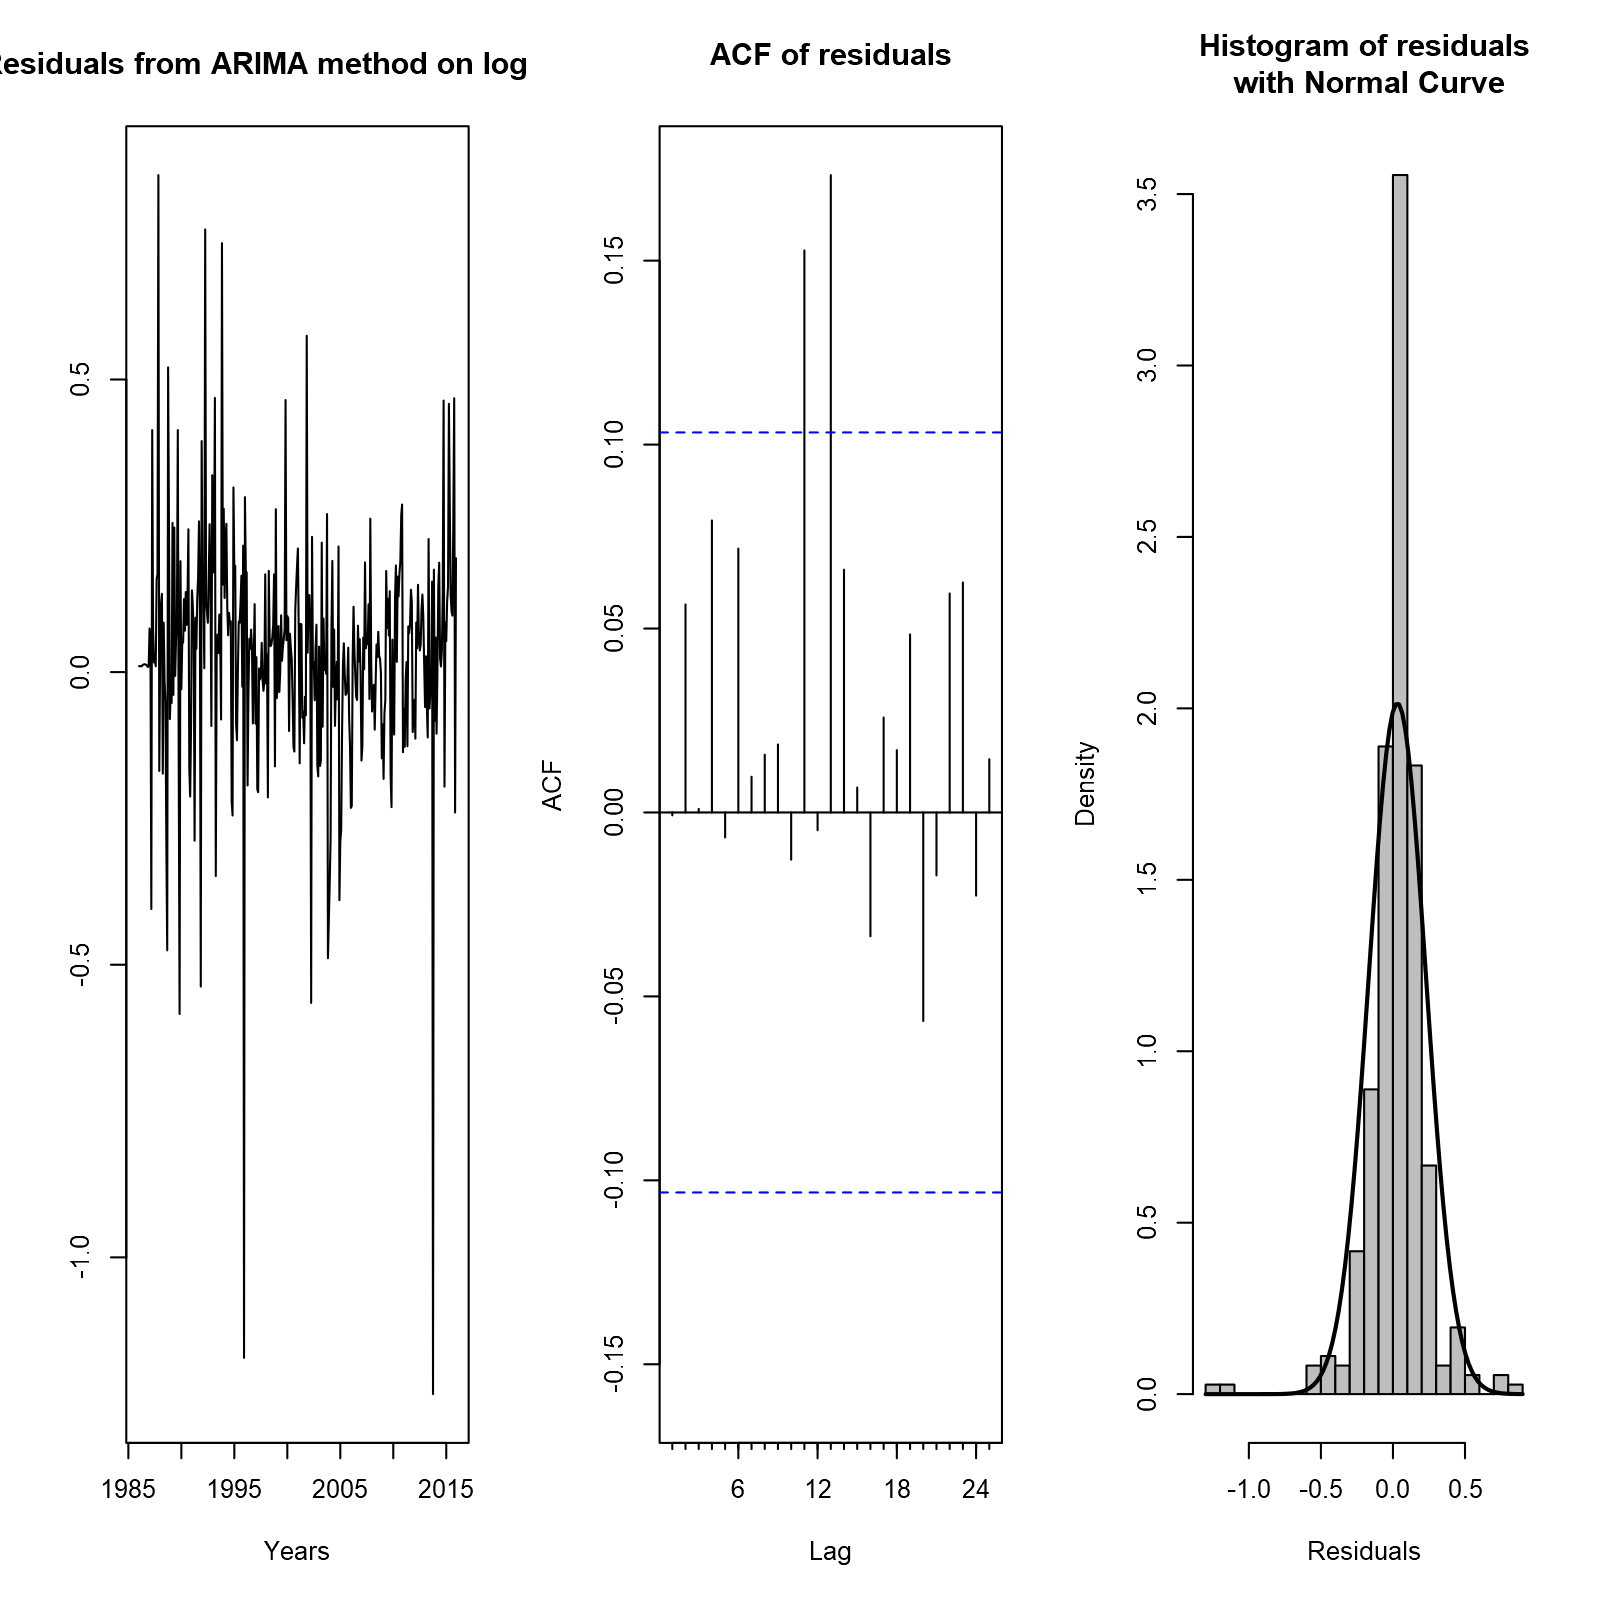 Residuals from ARIMA method on log
0.5
0.0
-0.5
-1.0
1985 1995 2005 2015
Years
ACF of residuals
ACF
0.15
0.10
0.05
0.00
-0.05
-0.10
-0.15
6 12 18 24
Lag
Histogram of residuals
with Normal Curve
Density
3.5
3.0
2.5
2.0
1.5
1.0
0.5
0.0
-1.0 -0.5 0.0 0.5
Residuals